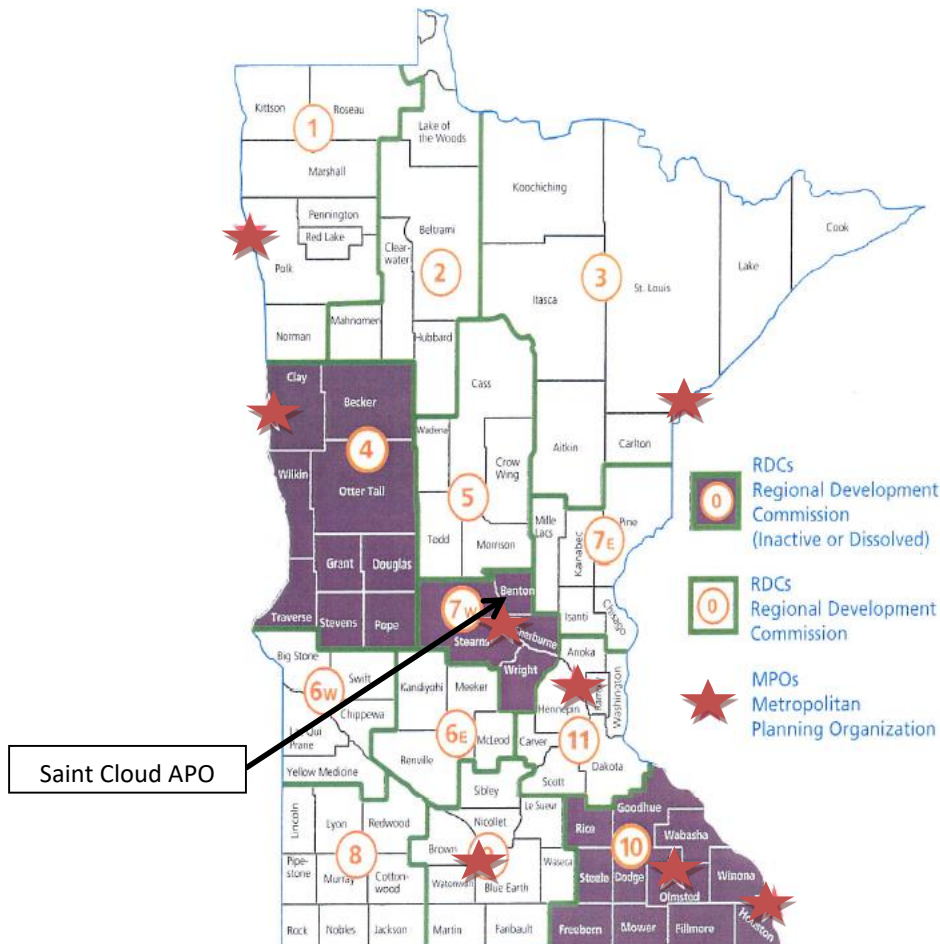 Kittson
Roseau
1
Lake of
the Woods
Marshall
Koochiching
Pennington
Red Lake
Beltrami
Cook
Polk
Clear-
water
2
3
Lake
St. Louis
Itasca
Norman
Mahnomen
Hubbard
Clay
Becker
Cass
Wadena
Aitkin
Carlton
4
Wilkin
Otter Tail
Crow
Wing
5
RDCs
Regional Development
Commission
(Inactive or Dissolved)
0
Mille
Lacs
Pine
Kanabec
7E
Todd
Morrison
Grant
Douglas
Benton
RDCs
Regional Development
Commission
0
7W
Isanti
Chisago
Traverse
Stevens
Pope
Stearns
Sherburne
Anoka
Big Stone
Swift
Wright
Washington
Kandiyohi
Meeker
Ramsey
MPOs
Metropolitan
Planning Organization
6W
Hennepin
Chippewa
6E
McLeod
Carver
11
Lac Qui
Prarie
Renville
Dakota
Saint Cloud APO
Yellow Medicine
Scott
Sibley
Goodhue
Le Sueur
Lincoln
Lyon
Redwood
Nicollet
Rice
Wabasha
10
Brown
9
8
Pipe-
stone
Murray
Cotton-
wood
Watonwan
Blue Earth
Waseca
Steele
Dodge
Olmsted
Winona
Houston
Rock
Nobles
Jackson
Martin
Faribault
Freeborn
Mower
Fillmore